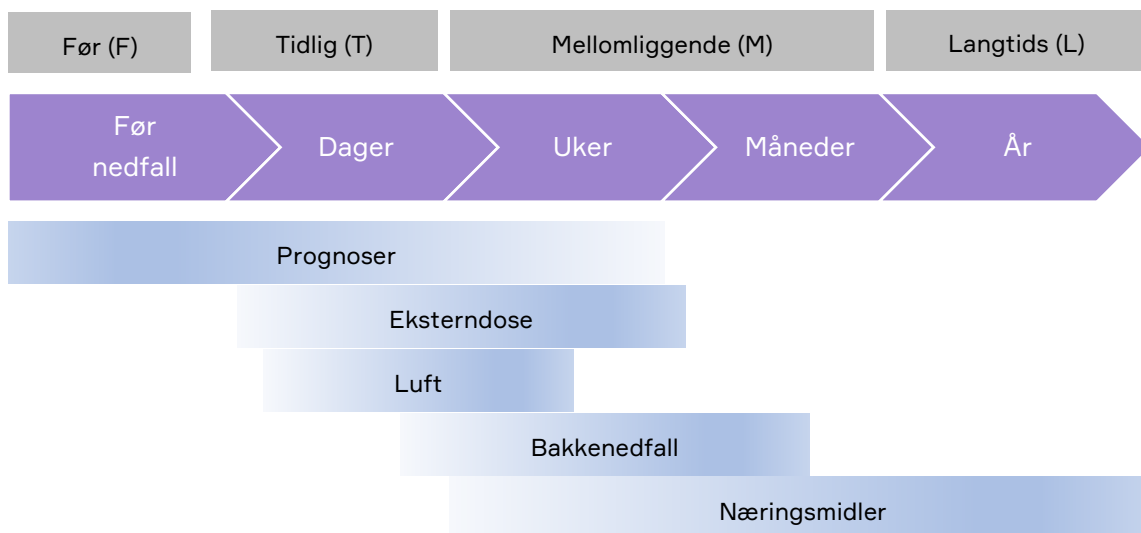 Før (F)
Tidlig (T)
Mellomliggende (M)
Langtids (L)
Før
nedfall
Dager
Uker
Måneder
År
Prognoser
Eksterndose
Luft
Bakkenedfall
Næringsmidler